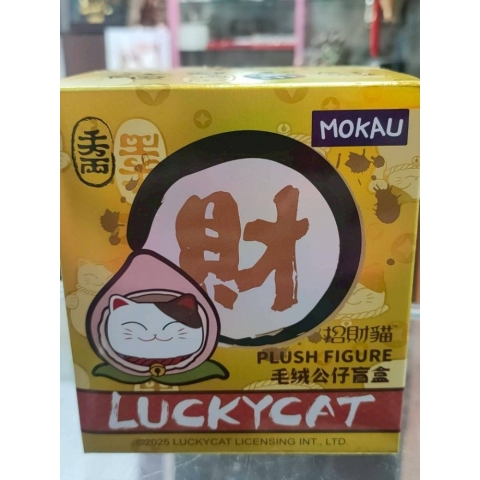 MOKAU
財
招財貓
PLUSH FIGURE
毛绒公仔盲盒
LUCKYCAT
©2025 LUCKYCAT LICENSING INT., LTD.